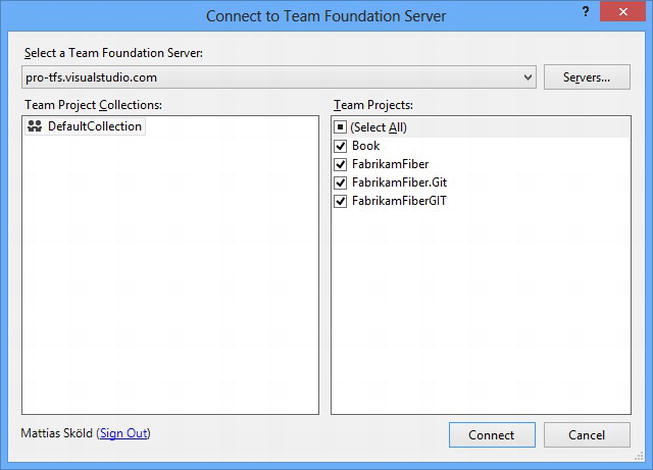 Connect to Team Foundation Server
?
Select a Team Foundation Server:
pro-tfs.visualstudio.com
Servers...
Team Project Collections:
DefaultCollection
Team Projects:
(Select All)
Book
FabrikamFiber
FabrikamFiber.Git
FabrikamFiberGIT
Mattias Sköld (Sign Out)
Connect
Cancel